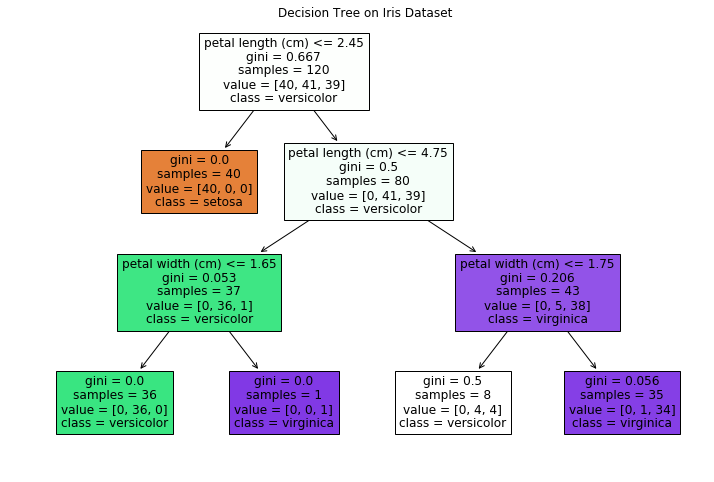 Decision Tree on Iris Dataset
petal length (cm) <= 2.45
gini = 0.667
samples = 120
value = [40, 41, 39]
class = versicolor
gini = 0.0
samples = 40
value = [40, 0, 0]
class = setosa
petal length (cm) <= 4.75
gini = 0.5
samples = 80
value = [0, 41, 39]
class = versicolor
petal width (cm) <= 1.65
gini = 0.053
samples = 37
value = [0, 36, 1]
class = versicolor
petal width (cm) <= 1.75
gini = 0.206
samples = 43
value = [0, 5, 38]
class = virginica
gini = 0.0
samples = 36
value = [0, 36, 0]
class = versicolor
gini = 0.0
samples = 1
value = [0, 0, 1]
class = virginica
gini = 0.5
samples = 8
value = [0, 4, 4]
class = versicolor
gini = 0.056
samples = 35
value = [0, 1, 34]
class = virginica